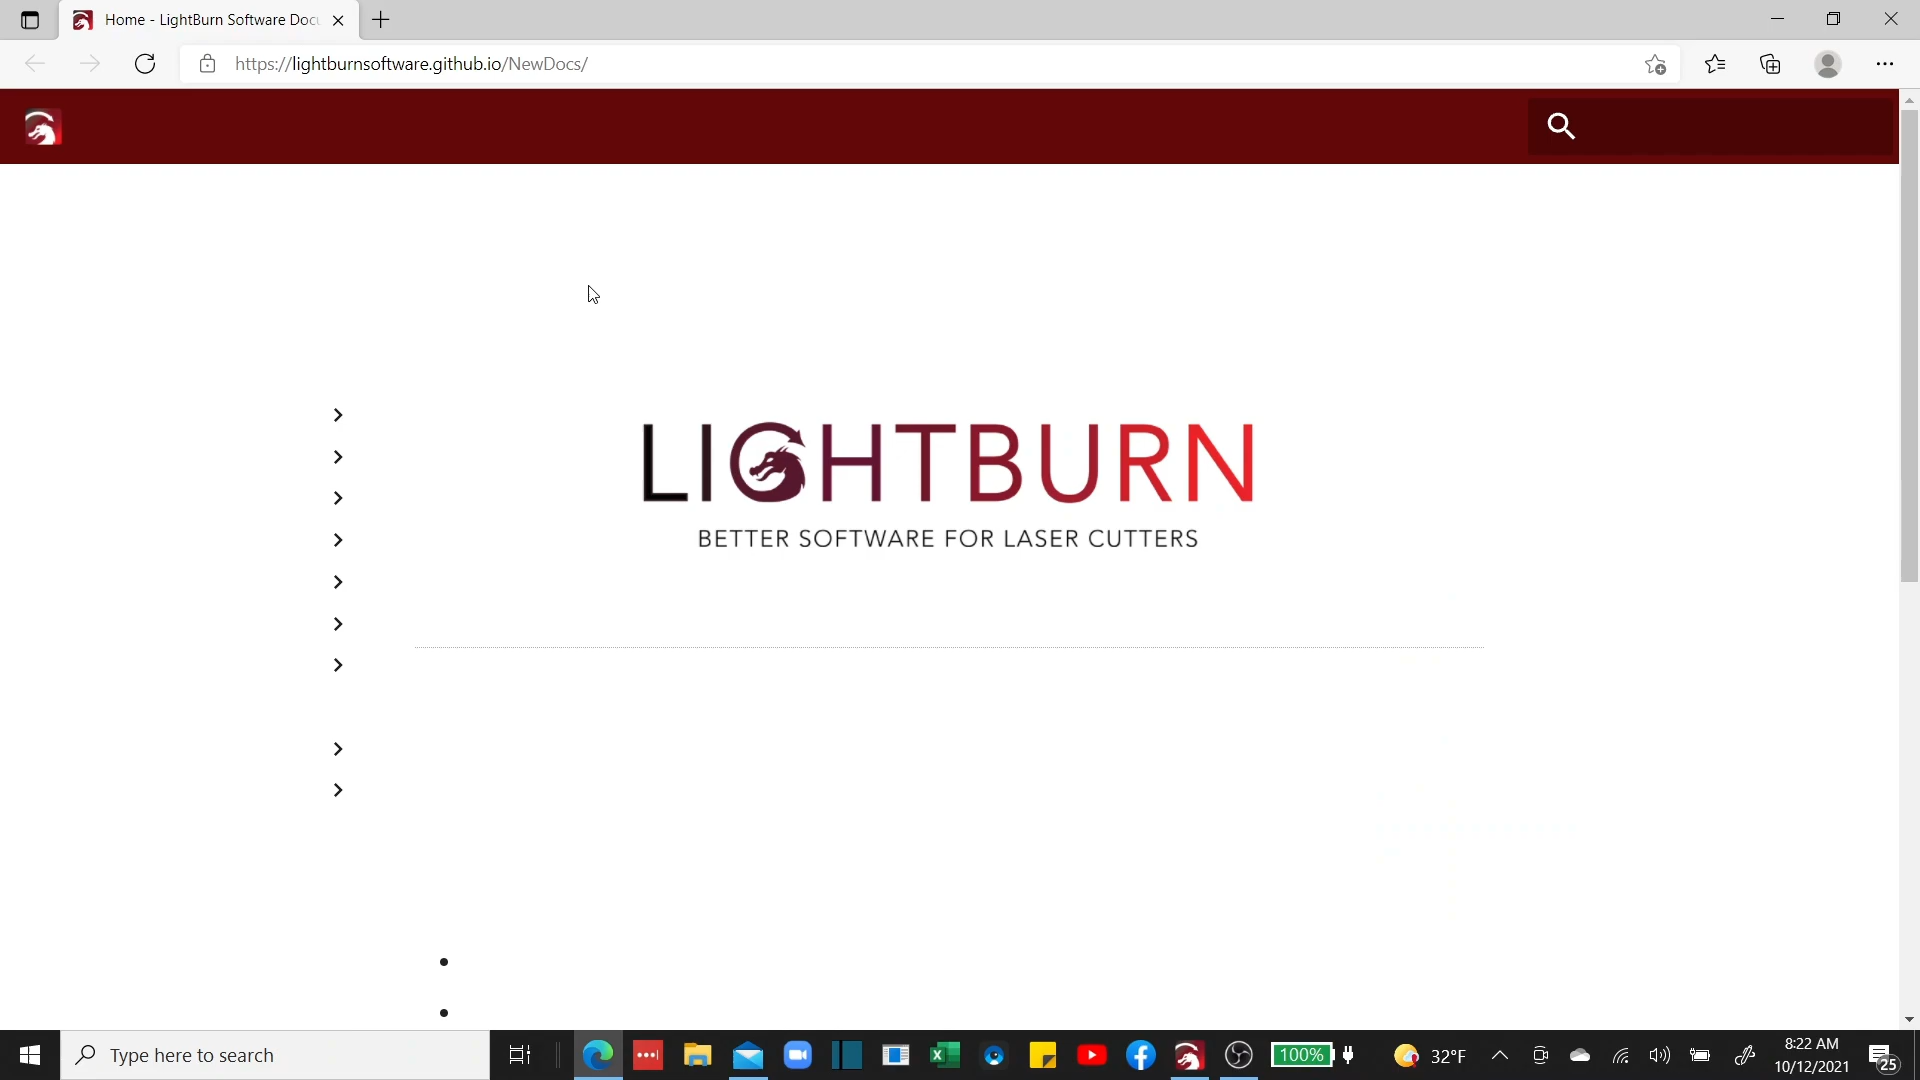 Home - LightBurn Software Docu
https://lightburnsoftware.github.io/NewDocs/
LIGHTBURN
BETTER SOFTWARE FOR LASER CUTTERS
Type here to search
100%
32°F
8:22 AM
10/12/2021
25